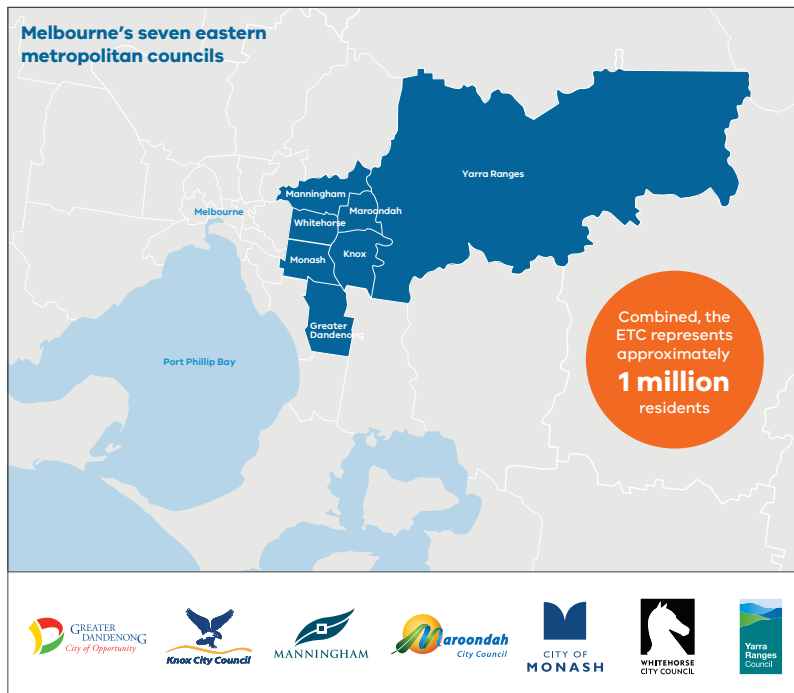 Melbourne's seven eastern
metropolitan councils
Yarra Ranges
Manningham
Maroondah
Melbourne
Whitehorse
Knox
Monash
Greater
Dandenong
Port Phillip Bay
Combined, the
ETC represents
approximately
1 million
residents
GREATER
DANDENONG
City of Opportunity
Knox City Council
MANNINGHAM
Maroondah
City Council
CITY OF
MONASH
WHITEHORSE
CITY COUNCIL
Yarra
Ranges
Council